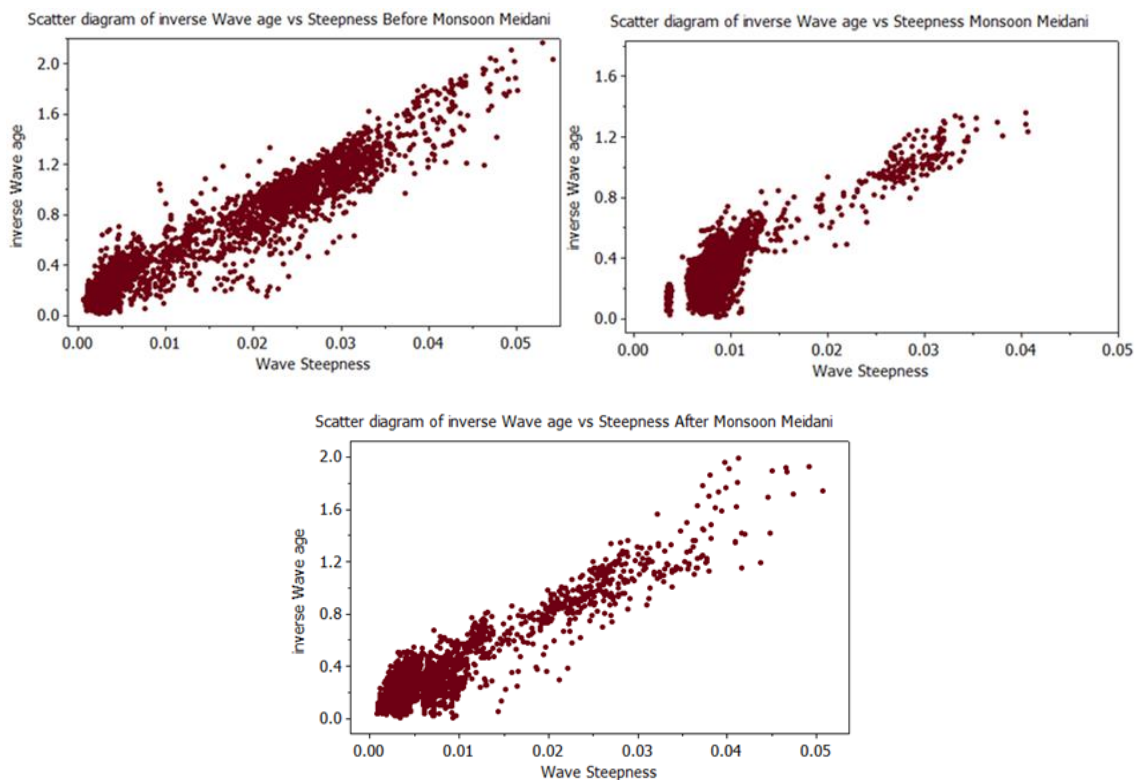 Scatter diagram of inverse Wave age vs Steepness Before Monsoon Meidani
2.0
1.6
1.2
0.8
0.4
0.0
inverse Wave age
0.00 0.01 0.02 0.03 0.04 0.05
Wave Steepness
Scatter diagram of inverse Wave age vs Steepness Monsoon Meidani
1.6
1.2
0.8
0.4
0.0
inverse Wave age
0.00 0.01 0.02 0.03 0.04 0.05
Wave Steepness
Scatter diagram of inverse Wave age vs Steepness After Monsoon Meidani
2.0
1.6
1.2
0.8
0.4
0.0
inverse Wave age
0.00 0.01 0.02 0.03 0.04 0.05
Wave Steepness